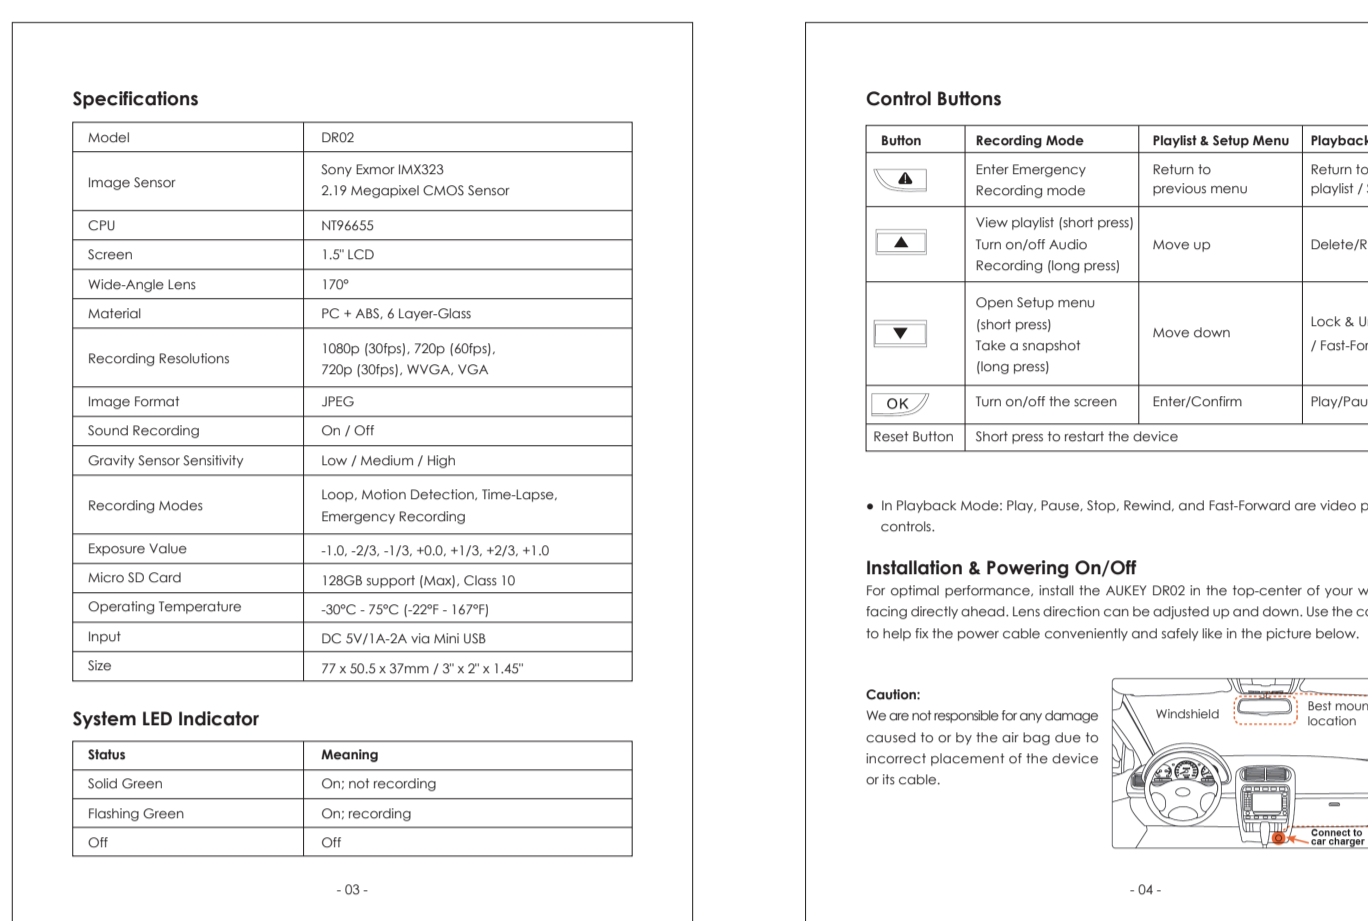 Specifications
Model DR02
Image Sensor Sony Exmor IMX323
2.19 Megapixel CMOS Sensor
CPU NT96655
Screen 1.5" LCD
Wide-Angle Lens 170°
Material PC + ABS, 6 Layer-Glass
Recording Resolutions 1080p (30fps), 720p (60fps),
720p (30fps), WVGA, VGA
Image Format JPEG
Sound Recording On / Off
Gravity Sensor Sensitivity Low / Medium / High
Recording Modes Loop, Motion Detection, Time-Lapse,
Emergency Recording
Exposure Value -1.0, -2/3, -1/3, +0.0, +1/3, +2/3, +1.0
Micro SD Card 128GB support (Max), Class 10
Operating Temperature -30°C - 75°C (-22°F - 167°F)
Input DC 5V/1A-2A via Mini USB
Size 77 x 50.5 x 37mm / 3" x 2" x 1.45"
System LED Indicator
Status Meaning
Solid Green On; not recording
Flashing Green On; recording
Off Off
- 03 -
Control Buttons
Button Recording Mode Playlist & Setup Menu Playback
Enter Emergency Return to Return to
Recording mode previous menu playlist /
View playlist (short press)
Turn on/off Audio Move up Delete/R
Recording (long press)
Open Setup menu
(short press) Move down Lock & U
Take a snapshot / Fast-For
(long press)
OK Turn on/off the screen Enter/Confirm Play/Pau
Reset Button Short press to restart the device
● In Playback Mode: Play, Pause, Stop, Rewind, and Fast-Forward are video p
controls.
Installation & Powering On/Off
For optimal performance, install the AUKEY DR02 in the top-center of your w
facing directly ahead. Lens direction can be adjusted up and down. Use the c
to help fix the power cable conveniently and safely like in the picture below.
Caution:
We are not responsible for any damage
caused to or by the air bag due to
incorrect placement of the device
or its cable.
Windshield
Best moun
location
Connect to
car charger
- 04 -